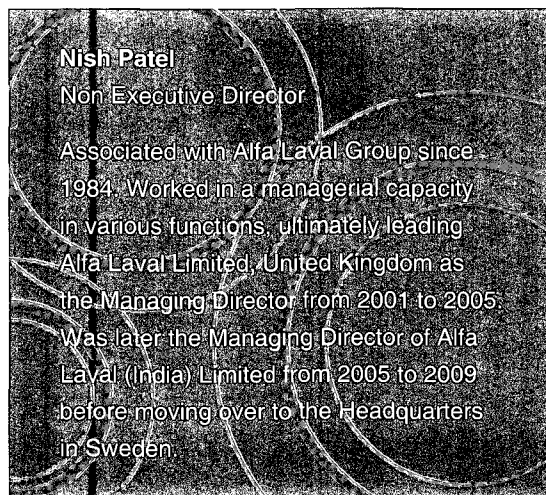 Nish Patel
Non Executive Director
Associated with Alfa Laval Group since
1984. Worked in a managerial capacity
in various functions, ultimately leading
Alfa Laval Limited, United Kingdom as
the Managing Director from 2001 to 2005.
Was later the Managing Director of Alfa
Laval (India) Limited from 2005 to 2009
before moving over to the Headquarters
in Sweden.